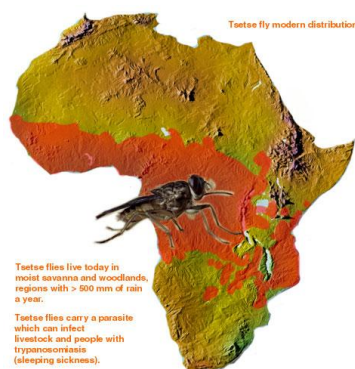 Tsetse fly modern distribution
Tsetse flies live today in
moist savanna and woodlands,
regions with > 500 mm of rain
a year.
Tsetse flies carry a parasite
which can infect
livestock and people with
trypanosomiasis
(sleeping sickness).